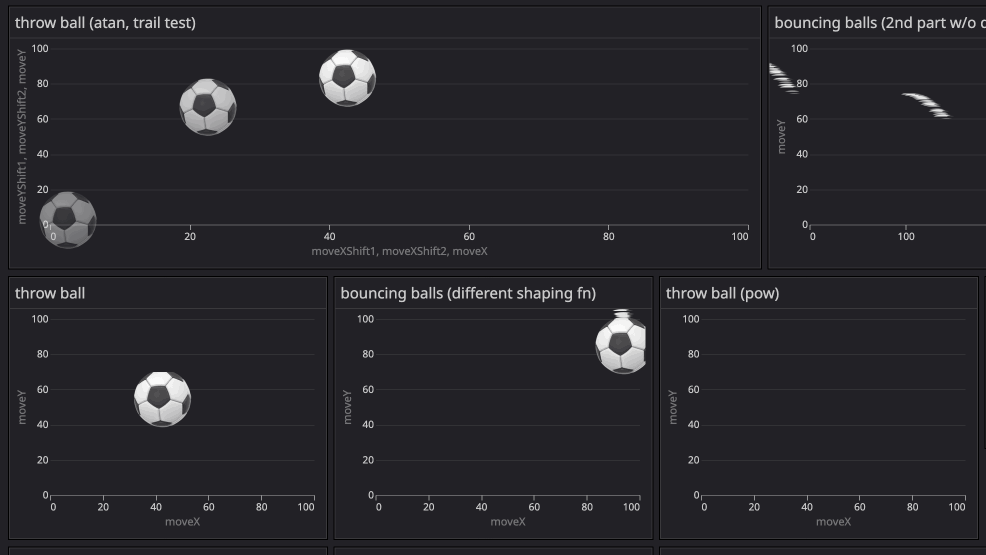 throw ball (atan, trail test)
moveYShift1, moveYShift2, moveY
100
80
60
40
20
0
0 20 40 60 80 100
moveXShift1, moveXShift2, moveX
bouncing balls (2nd part w/o
moveY
100
80
60
40
20
0
0 100
throw ball
moveY
100
80
60
40
20
0
0 20 40 60 80 100
moveX
bouncing balls (different shaping fn)
moveY
100
80
60
40
20
0
0 20 40 60 80 100
moveX
throw ball (pow)
moveY
100
80
60
40
20
0
0 20 40 60 80 100
moveX